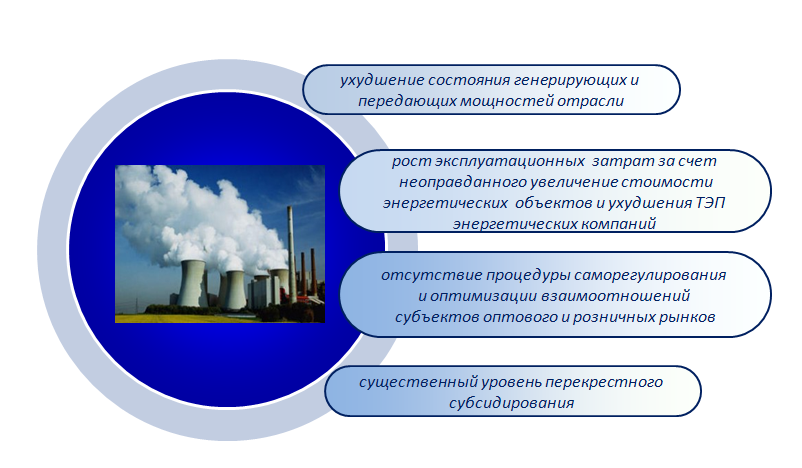 ухудшение состояния генерирующих и
передающих мощностей отрасли
рост эксплуатационных затрат за счет
неоправданного увеличение стоимости
энергетических объектов и ухудшения ТЭП
энергетических компаний
отсутствие процедуры саморегулирования
и оптимизации взаимоотношений
субъектов оптового и розничных рынков
существенный уровень перекрестного
субсидирования